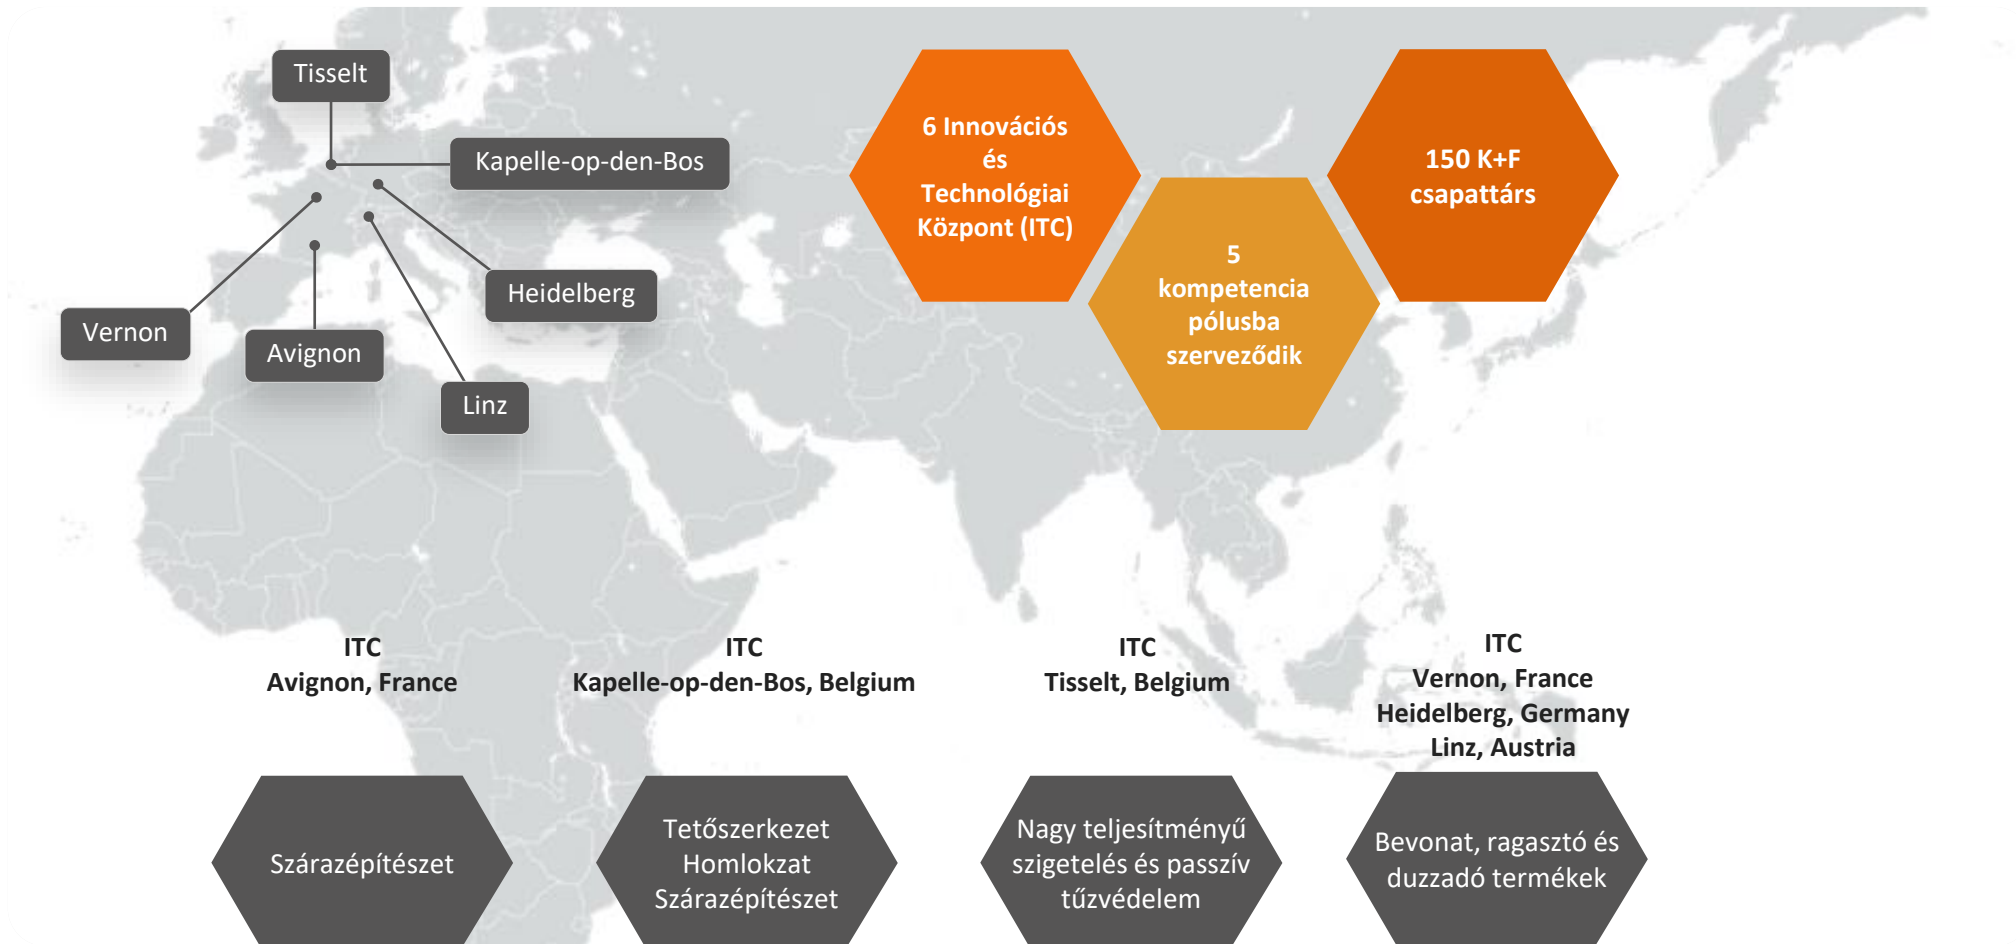 Tisselt
Kapelle-op-den-Bos
Heidelberg
Vernon
Avignon
Linz
6 Innovációs
és
Technológiai
Központ (ITC)
5
kompetencia
pólusba
szerveződik
150 K+F
csapattárs
ITC
Avignon, France
ITC
Kapelle-op-den-Bos, Belgium
ITC
Tisselt, Belgium
ITC
Vernon, France
Heidelberg, Germany
Linz, Austria
Szárazépítészet
Tetőszerkezet
Homlokzat
Szárazépítészet
Nagy teljesítményű
szigetelés és passzív
tűzvédelem
Bevonat, ragasztó és
duzzadó termékek